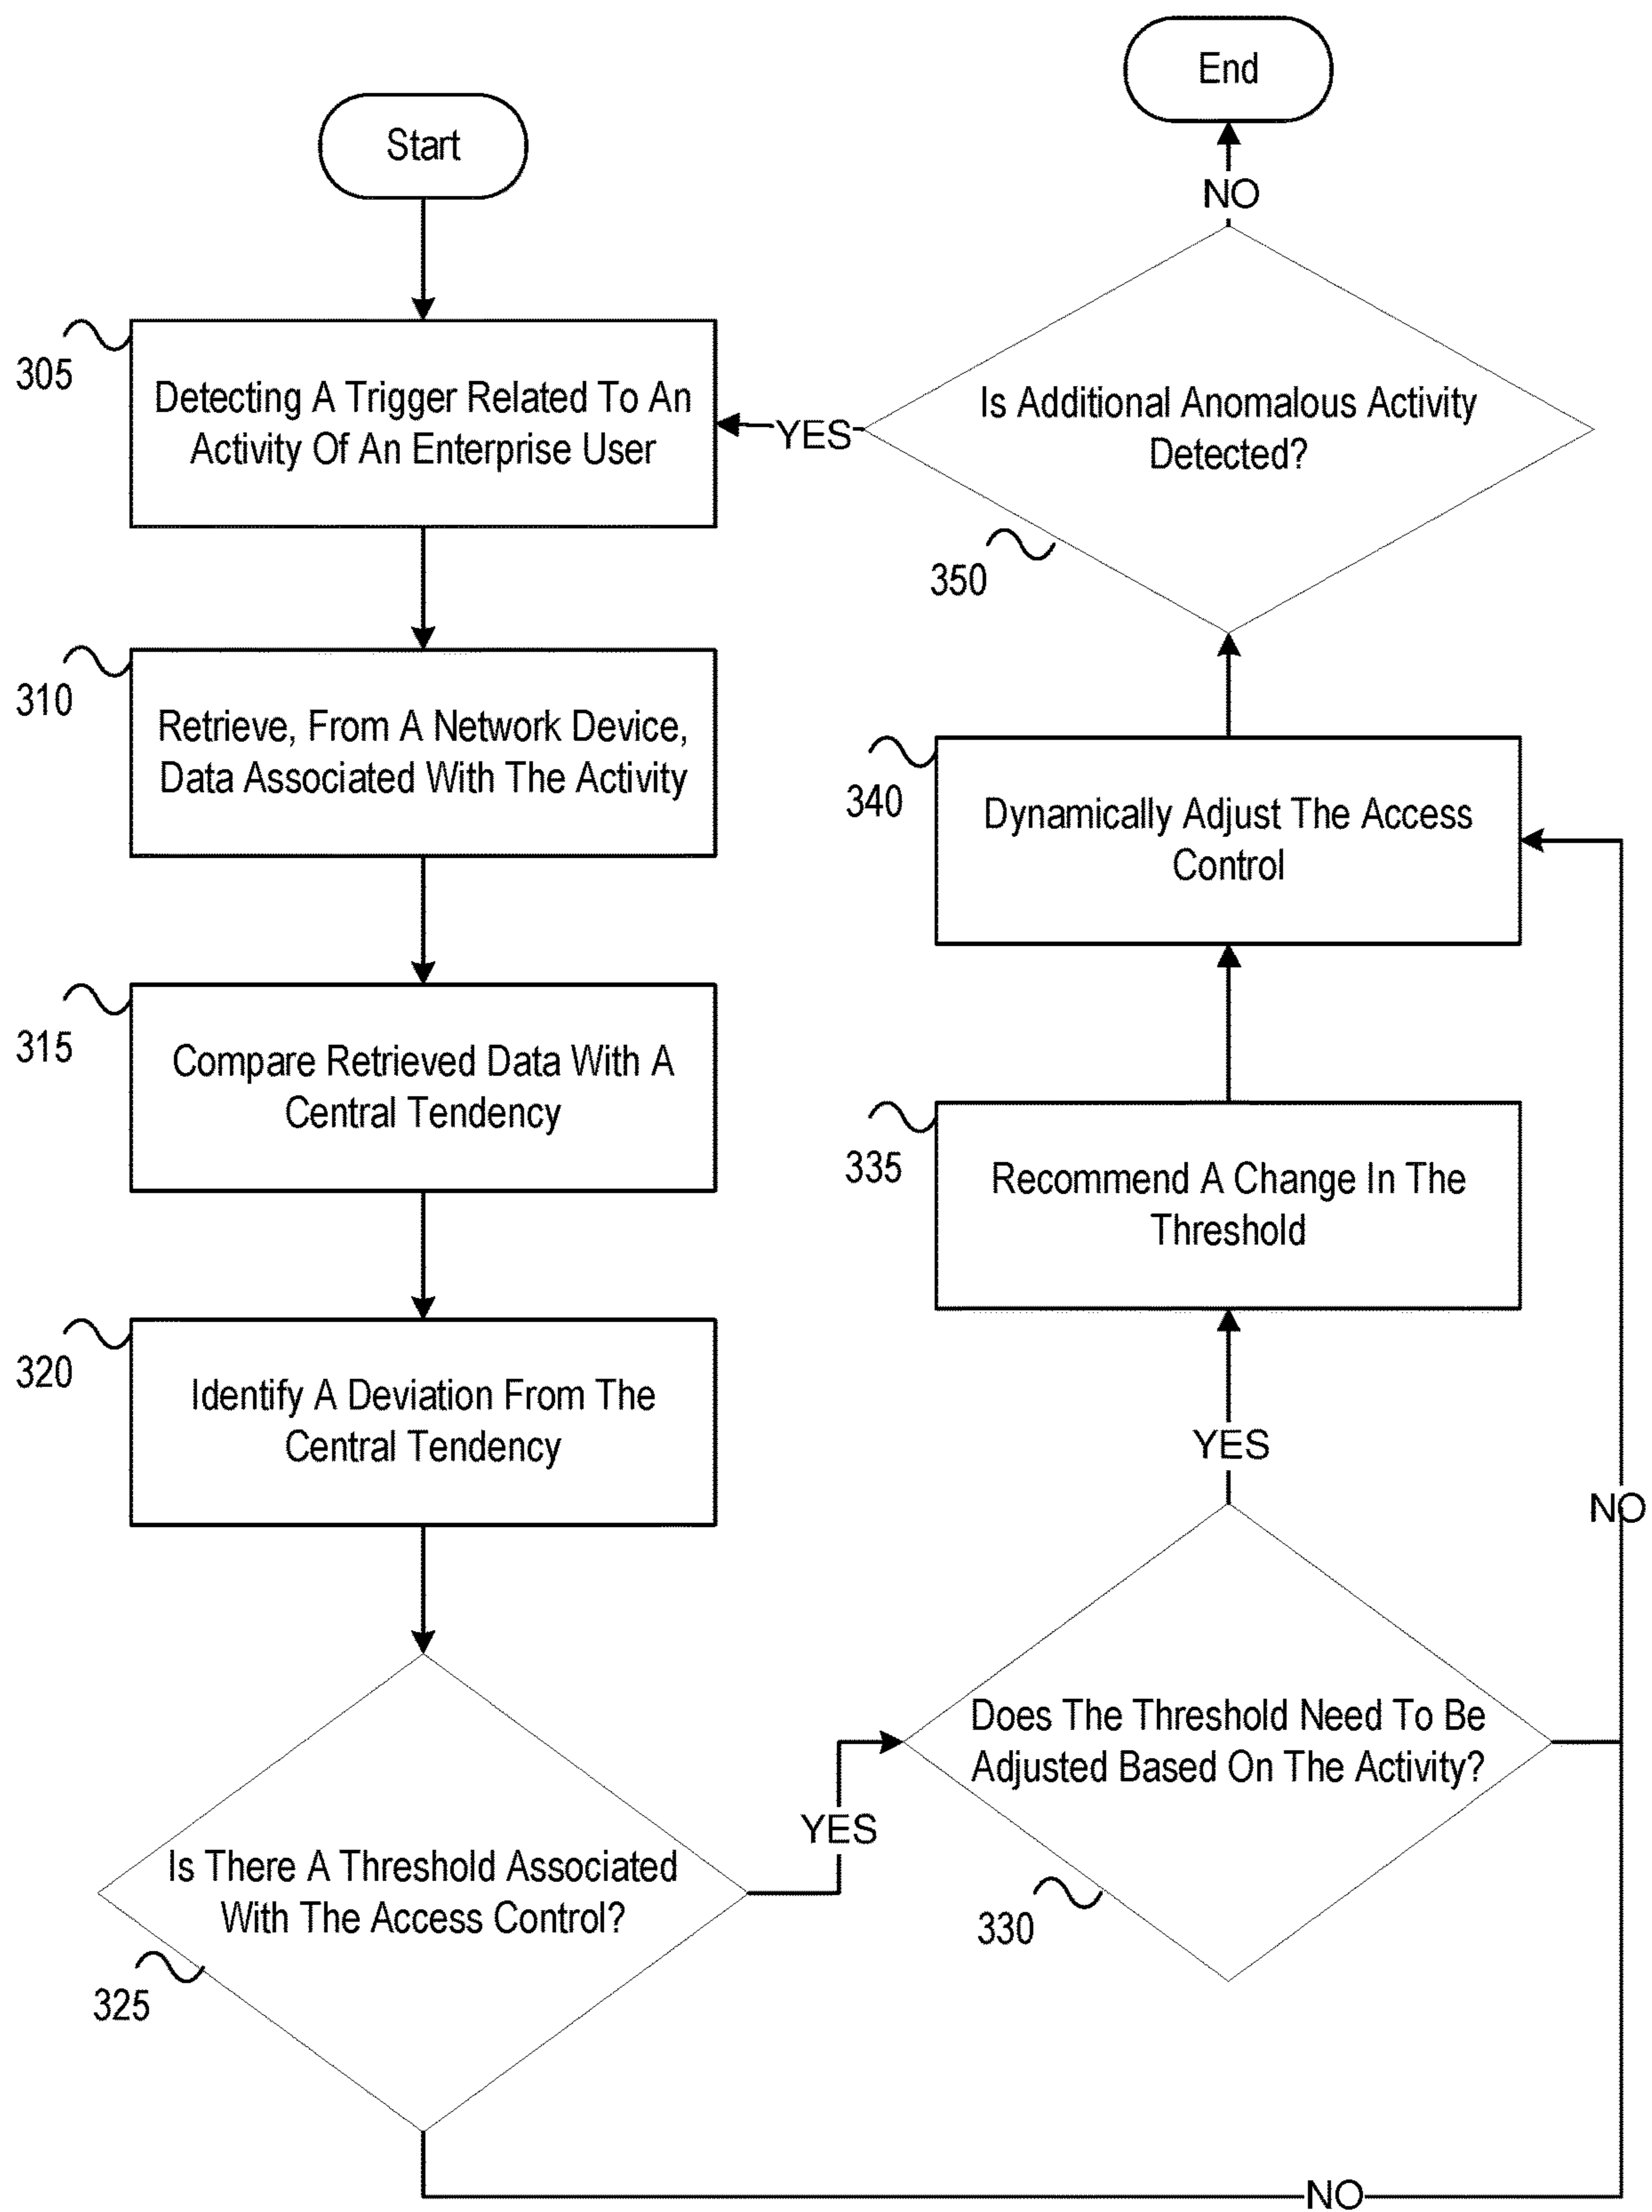 Start
305
Detecting A Trigger Related To An
Activity Of An Enterprise User
310
Retrieve, From A Network Device,
Data Associated With The Activity
315
Compare Retrieved Data With A
Central Tendency
320
Identify A Deviation From The
Central Tendency
Is There A Threshold Associated
With The Access Control?
325
YES
NO
Does The Threshold Need To Be
Adjusted Based On The Activity?
330
YES
NO
335
Recommend A Change In The
Threshold
340
Dynamically Adjust The Access
Control
Is Additional Anomalous Activity
Detected?
350
YES
NO
End